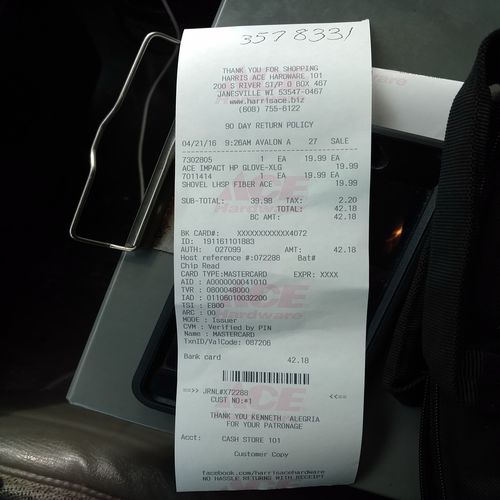 3578331
THANK YOU FOR SHOPPING
HARRIS ACE HARDWARE 101
200 S RIVER ST/P O BOX 467
JANESVILLE WI 53547-0467
www.harrisace.biz
(608) 755-6122
90 DAY RETURN POLICY
04/21/16 9:26AM AVALON A 27 SALE
7302805 1 EA 19.99 EA
ACE IMPACT HP GLOVE-XLG 19.99
7011414 1 EA 19.99 EA
SHOVEL LHSP FIBER ACE 19.99
SUB-TOTAL: 39.98 TAX: 2.20
TOTAL: 42.18
BC AMT: 42.18
BK CARD#: XXXXXXXXXXXX4072
ID: 191161101883
AUTH: 027099 AMT: 42.18
Host reference #:072288 Bat#
Chip Read
CARD TYPE:MASTERCARD EXPR: XXXX
AID : A0000000041010
TVR : 0800048000
IAD : 01106010032200
TSI : E800
ARC : 00
MODE : Issuer
CVM : Verified by PIN
Name : MASTERCARD
TxnID/ValCode: 087206
Bank card 42.18
==>> JRNL#X72288 <<==
CUST NO:*1
THANK YOU KENNETH ALEGRIA
FOR YOUR PATRONAGE
Acct: CASH STORE 101
Customer Copy
facebook.com/harrisacehardware
NO HASSLE RETURNS WITH RECEIPT